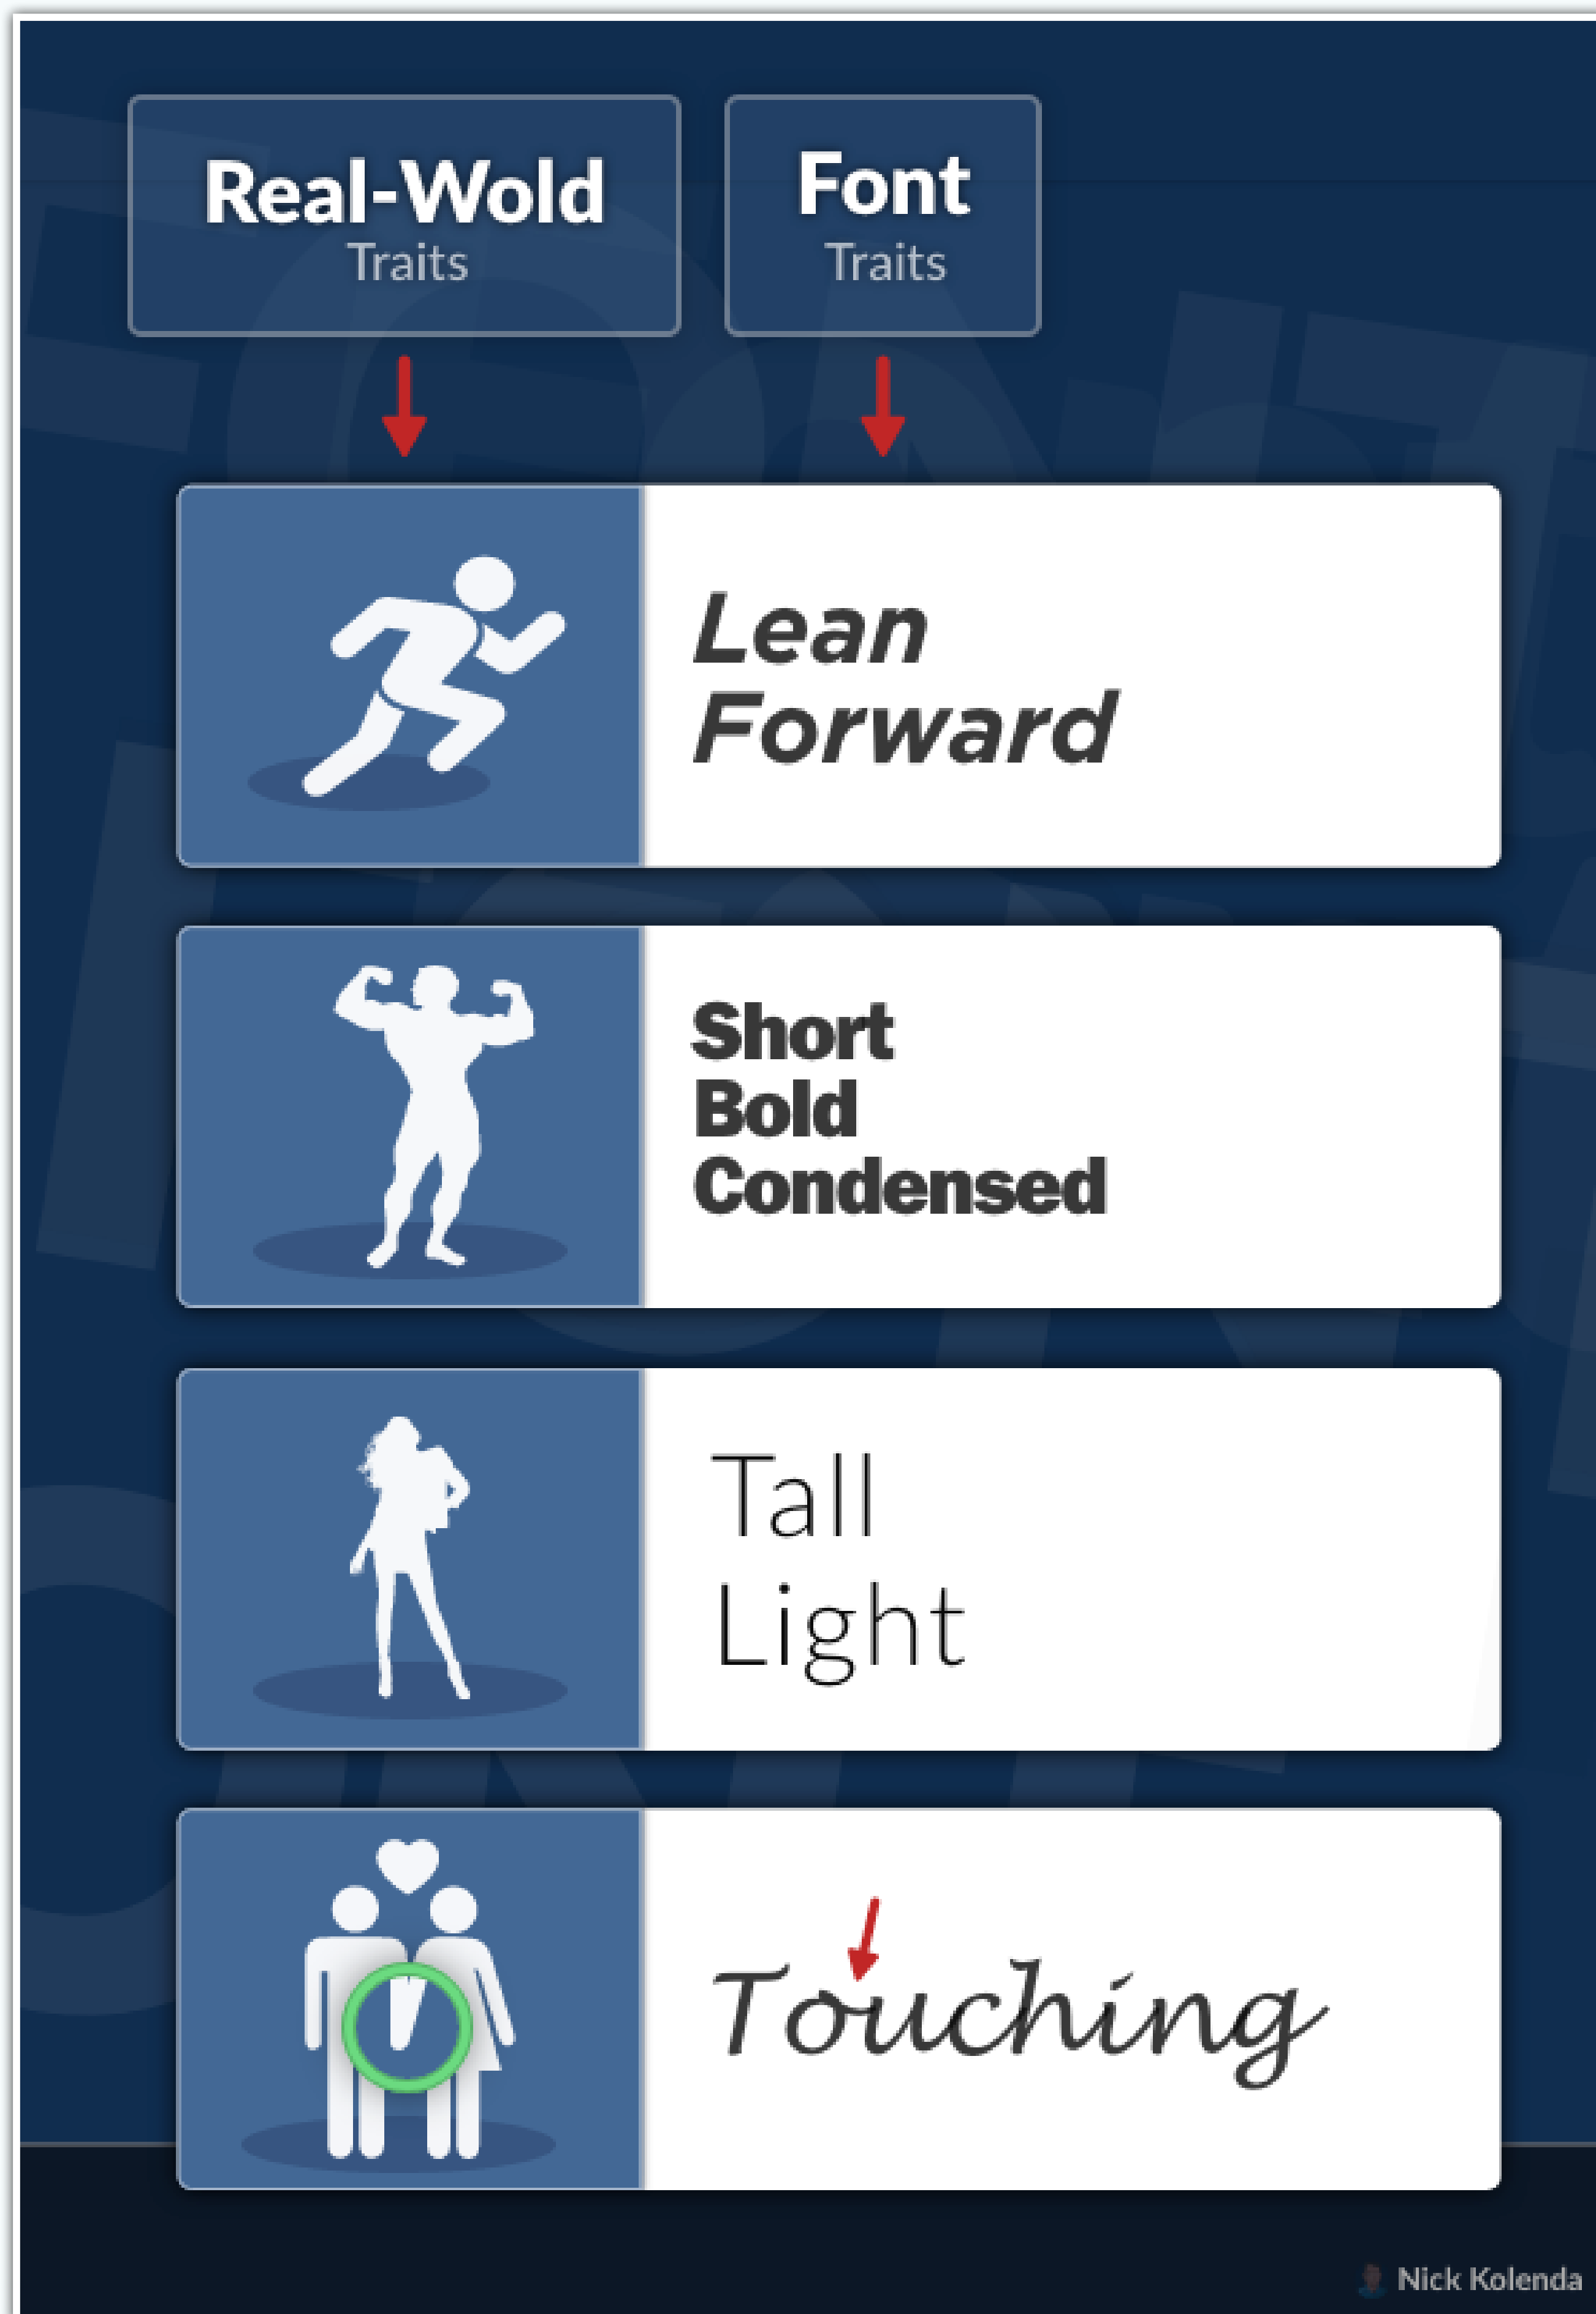 Real-Wold
Traits
Font
Traits
Lean
Forward
Short
Bold
Condensed
Tall
Light
Touching
Nick Kolenda